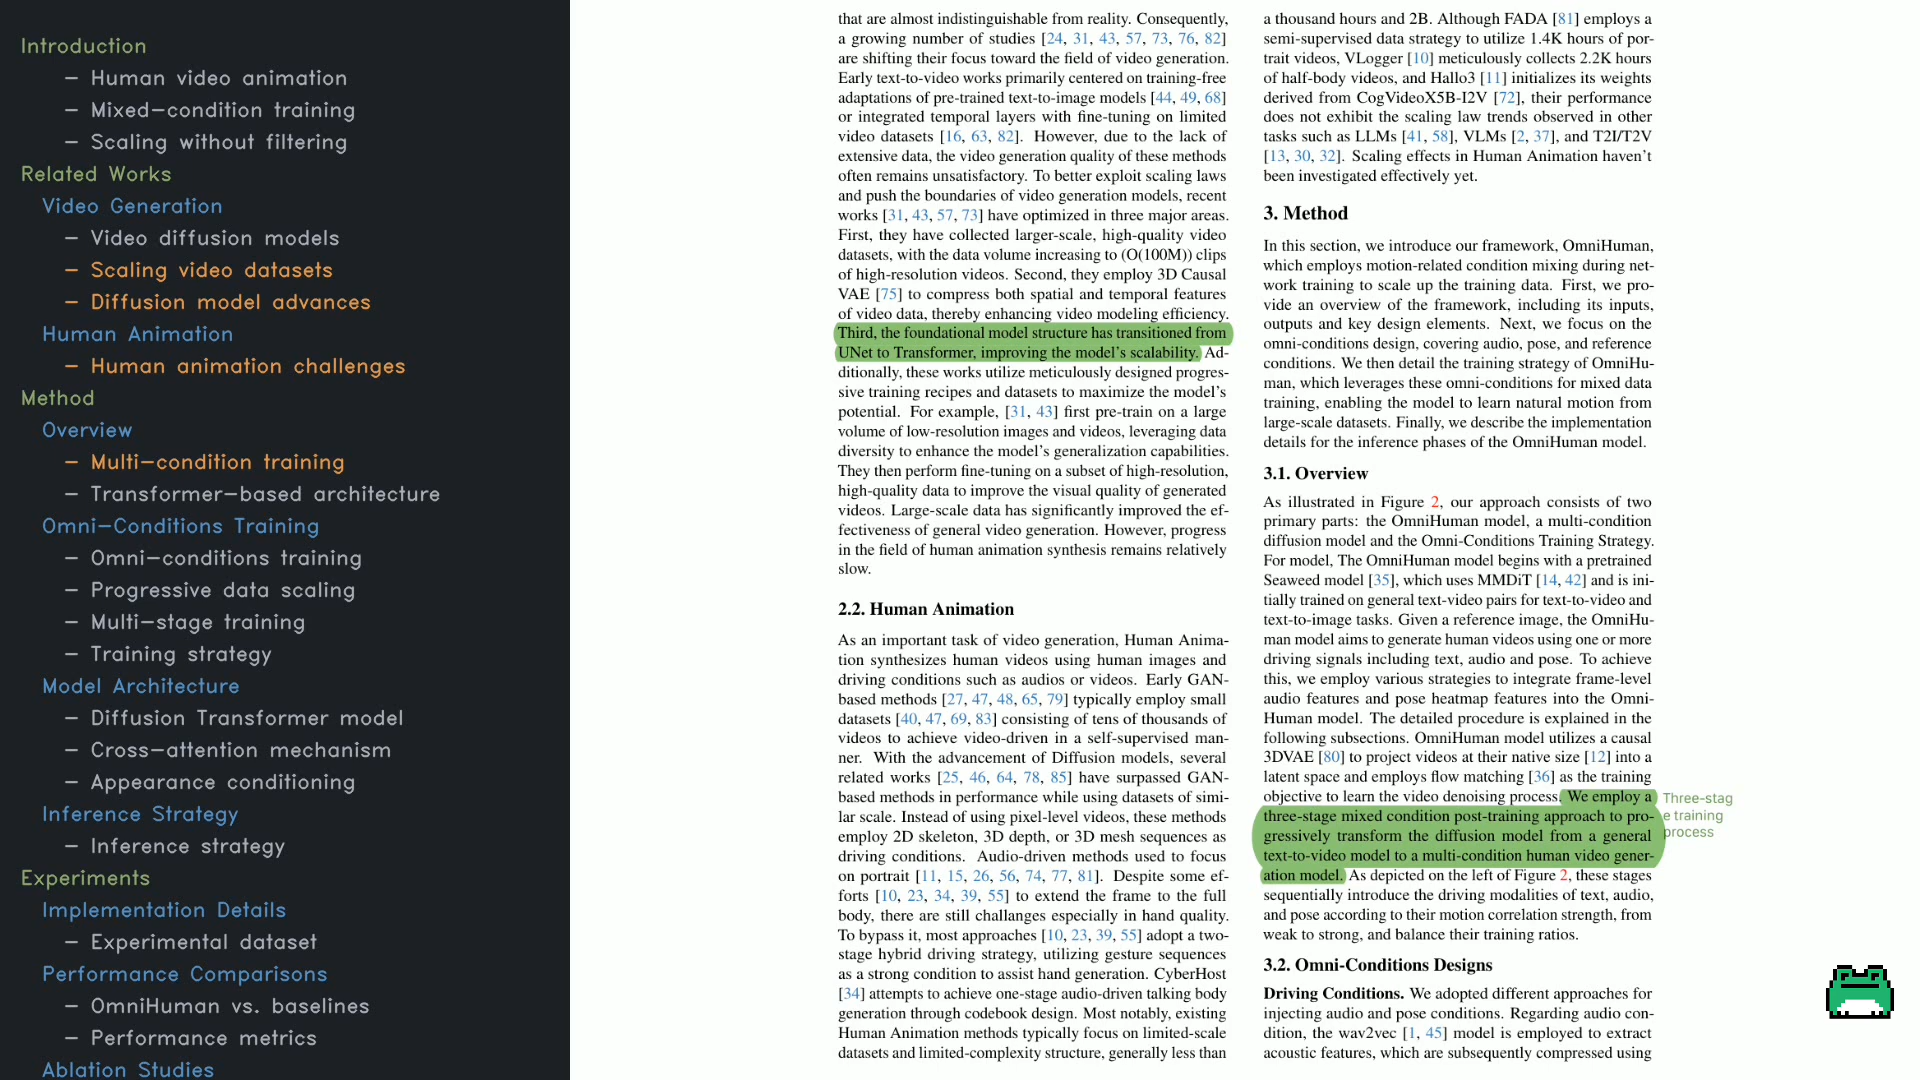 Introduction
– Human video animation
– Mixed-condition training
– Scaling without filtering
Related Works
Video Generation
– Video diffusion models
– Scaling video datasets
– Diffusion model advances
Human Animation
– Human animation challenges
Method
Overview
– Multi-condition training
– Transformer-based architecture
Omni-Conditions Training
– Omni-conditions training
– Progressive data scaling
– Multi-stage training
– Training strategy
Model Architecture
– Diffusion Transformer model
– Cross-attention mechanism
– Appearance conditioning
Inference Strategy
– Inference strategy
Experiments
Implementation Details
– Experimental dataset
Performance Comparisons
– OmniHuman vs. baselines
– Performance metrics
Ablation Studies
that are almost indistinguishable from reality. Consequently,
a growing number of studies [24, 31, 43, 57, 73, 76, 82]
are shifting their focus toward the field of video generation.
Early text-to-video works primarily centered on training-free
adaptations of pre-trained text-to-image models [44, 49, 68]
or integrated temporal layers with fine-tuning on limited
video datasets [16, 63, 82]. However, due to the lack of
extensive data, the video generation quality of these methods
often remains unsatisfactory. To better exploit scaling laws
and push the boundaries of video generation models, recent
works [31, 43, 57, 73] have optimized in three major areas.
First, they have collected larger-scale, high-quality video
datasets, with the data volume increasing to (O(100M)) clips
of high-resolution videos. Second, they employ 3D Causal
VAE [75] to compress both spatial and temporal features
of video data, thereby enhancing video modeling efficiency.
Third, the foundational model structure has transitioned from
UNet to Transformer, improving the model's scalability. Ad-
ditionally, these works utilize meticulously designed progres-
sive training recipes and datasets to maximize the model's
potential. For example, [31, 43] first pre-train on a large
volume of low-resolution images and videos, leveraging data
diversity to enhance the model's generalization capabilities.
They then perform fine-tuning on a subset of high-resolution,
high-quality data to improve the visual quality of generated
videos. Large-scale data has significantly improved the ef-
fectiveness of general video generation. However, progress
in the field of human animation synthesis remains relatively
slow.
2.2. Human Animation
As an important task of video generation, Human Anima-
tion synthesizes human videos using human images and
driving conditions such as audios or videos. Early GAN-
based methods [27, 47, 48, 65, 79] typically employ small
datasets [40, 47, 69, 83] consisting of tens of thousands of
videos to achieve video-driven in a self-supervised man-
ner. With the advancement of Diffusion models, several
related works [25, 46, 64, 78, 85] have surpassed GAN-
based methods in performance while using datasets of simi-
lar scale. Instead of using pixel-level videos, these methods
employ 2D skeleton, 3D depth, or 3D mesh sequences as
driving conditions. Audio-driven methods used to focus
on portrait [11, 15, 26, 56, 74, 77, 81]. Despite some ef-
forts [10, 23, 34, 39, 55] to extend the frame to the full
body, there are still challenges especially in hand quality.
To bypass it, most approaches [10, 23, 39, 55] adopt a two-
stage hybrid driving strategy, utilizing gesture sequences
as a strong condition to assist hand generation. CyberHost
[34] attempts to achieve one-stage audio-driven talking body
generation through codebook design. Most notably, existing
Human Animation methods typically focus on limited-scale
datasets and limited-complexity structure, generally less than
a thousand hours and 2B. Although FADA [81] employs a
semi-supervised data strategy to utilize 1.4K hours of por-
trait videos, VLogger [10] meticulously collects 2.2K hours
of half-body videos, and Hallo3 [11] initializes its weights
derived from CogVideoX5B-I2V [72], their performance
does not exhibit the scaling law trends observed in other
tasks such as LLMs [41, 58], VLMs [2, 37], and T2I/T2V
[13, 30, 32]. Scaling effects in Human Animation haven't
been investigated effectively yet.
3. Method
In this section, we introduce our framework, OmniHuman,
which employs motion-related condition mixing during net-
work training to scale up the training data. First, we pro-
vide an overview of the framework, including its inputs,
outputs and key design elements. Next, we focus on the
omni-conditions design, covering audio, pose, and reference
conditions. We then detail the training strategy of OmniHu-
man, which leverages these omni-conditions for mixed data
training, enabling the model to learn natural motion from
large-scale datasets. Finally, we describe the implementation
details for the inference phases of the OmniHuman model.
3.1. Overview
As illustrated in Figure 2, our approach consists of two
primary parts: the OmniHuman model, a multi-condition
diffusion model and the Omni-Conditions Training Strategy.
For model, The OmniHuman model begins with a pretrained
Seaweed model [35], which uses MMDiT [14, 42] and is ini-
tially trained on general text-video pairs for text-to-video and
text-to-image tasks. Given a reference image, the OmniHu-
man model aims to generate human videos using one or more
driving signals including text, audio and pose. To achieve
this, we employ various strategies to integrate frame-level
audio features and pose heatmap features into the Omni-
Human model. The detailed procedure is explained in the
following subsections. OmniHuman model utilizes a causal
3DVAE [80] to project videos at their native size [12] into a
latent space and employs flow matching [36] as the training
objective to learn the video denoising process. We employ a
three-stage mixed condition post-training approach to pro-
gressively transform the diffusion model from a general
text-to-video model to a multi-condition human video gener-
ation model. As depicted on the left of Figure 2, these stages
sequentially introduce the driving modalities of text, audio,
and pose according to their motion correlation strength, from
weak to strong, and balance their training ratios.
3.2. Omni-Conditions Designs
Driving Conditions. We adopted different approaches for
injecting audio and pose conditions. Regarding audio con-
dition, the wav2vec [1, 45] model is employed to extract
acoustic features, which are subsequently compressed using
Three-stag
e training
process